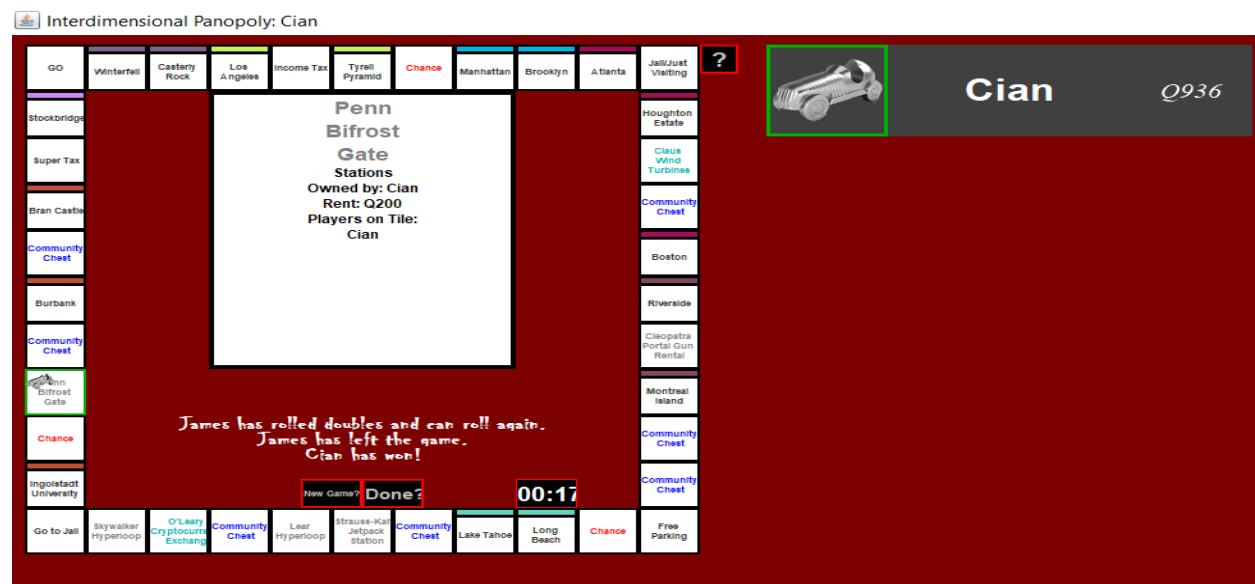 Interdimensional Panopoly: Cian
GO
Winterfell
Casterly
Rock
Los
Angeles
Income Tax
Tyrell
Pyramid
Chance
Manhattan
Brooklyn
Atlanta
Jail/Just
Visiting
?
Cian
Q936
Stockbridge
Super Tax
Bran Castle
Community
Chest
Burbank
Community
Chest
Bifrost
Gate
Chance
Ingolstadt
University
Penn
Bifrost
Gate
Stations
Owned by: Cian
Rent: Q200
Players on Tile:
Cian
Houghton
Estate
Claus
Wind
Turbines
Community
Chest
Boston
Riverside
Cleopatra
Portal Gun
Rental
Montreal
Island
Community
Chest
Community
Chest
James has rolled doubles and can roll again.
James has left the game.
Cian has won!
New Game?
Done?
00:17
Go to Jail
Skywalker
Hyperloop
O'Leary
Cryptocurre
Exchang
Community
Chest
Lear
Hyperloop
Strauss-Kah
Jetpack
Station
Community
Chest
Lake Tahoe
Long
Beach
Chance
Free
Parking